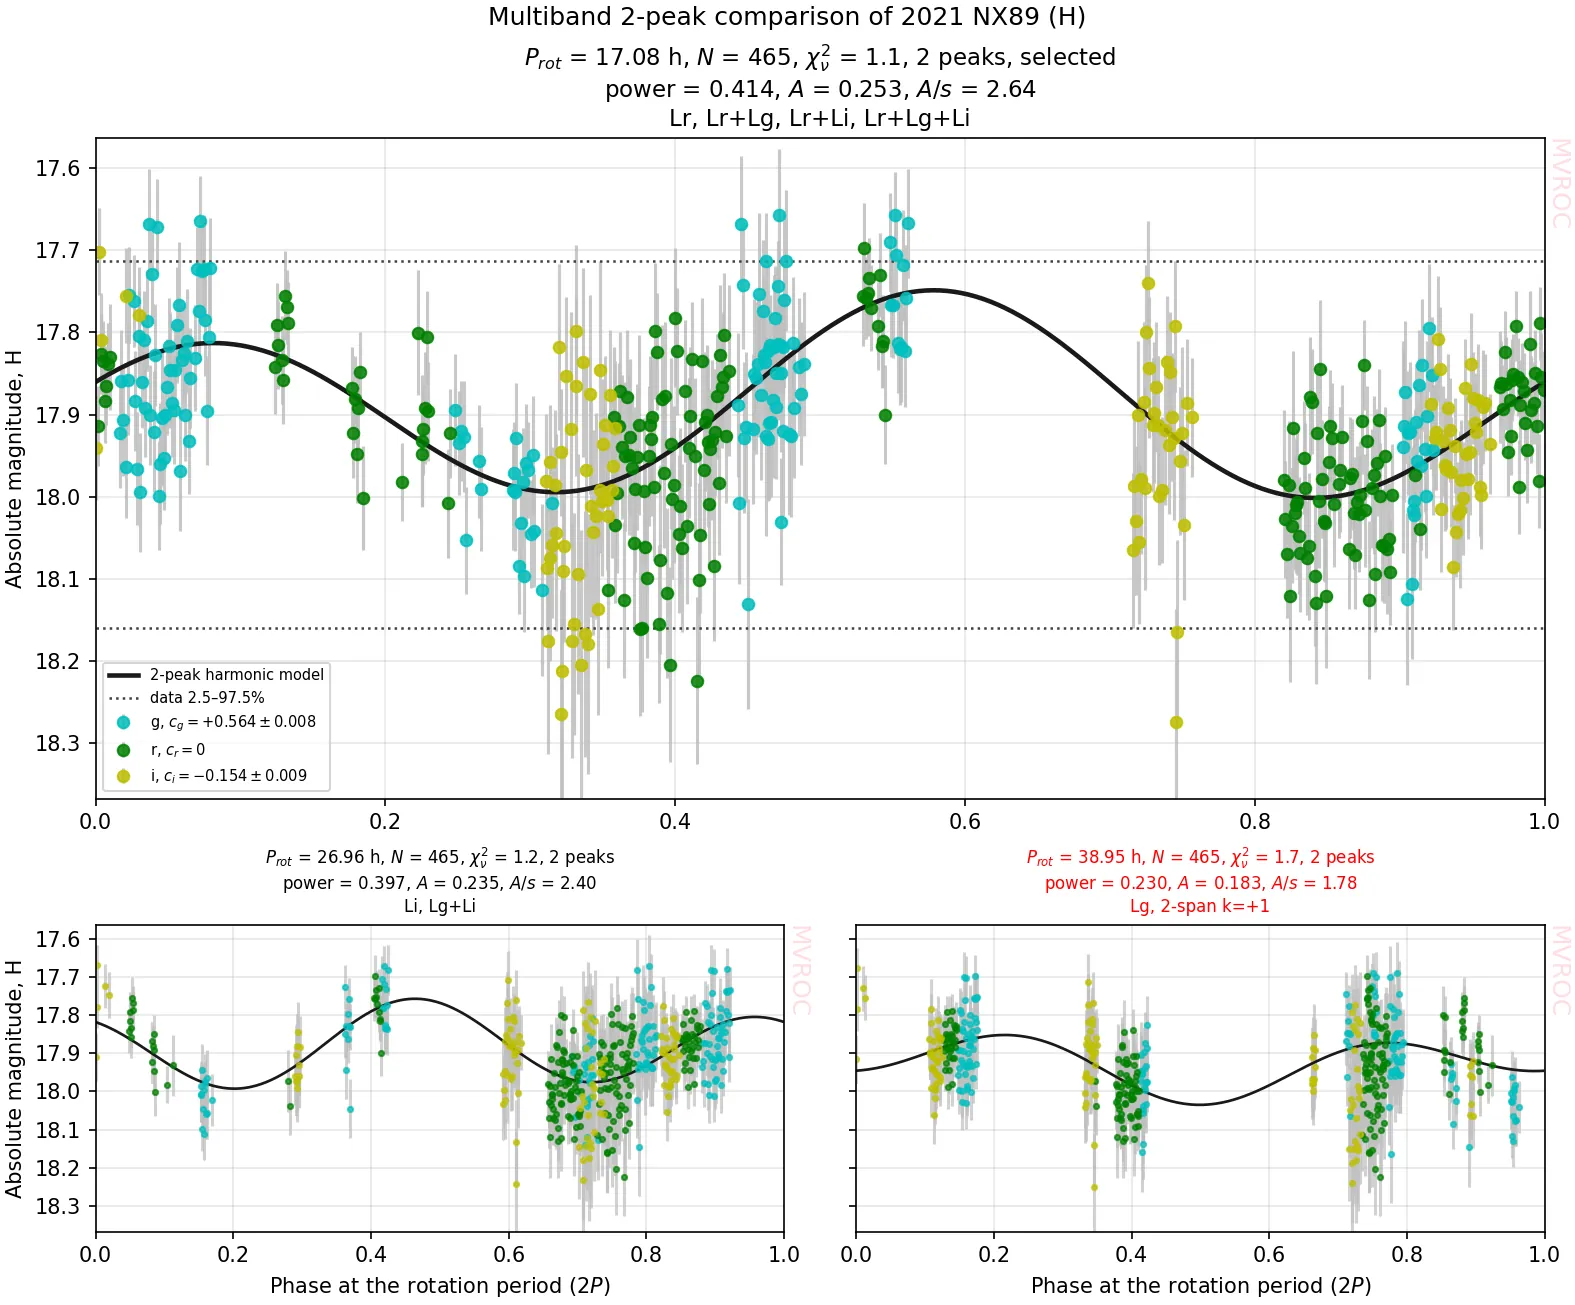 Multiband 2-peak comparison of 2021 NX89 (H)
P_rot = 17.08 h, N = 465, χ²_ν = 1.1, 2 peaks, selected
power = 0.414, A = 0.253, A/s = 2.64
Lr, Lr+Lg, Lr+Li, Lr+Lg+Li
MVROC
Absolute magnitude, H
17.6
17.7
17.8
17.9
18.0
18.1
18.2
18.3
2-peak harmonic model
data 2.5–97.5%
g, c_g = +0.564 ± 0.008
r, c_r = 0
i, c_i = −0.154 ± 0.009
0.0 0.2 0.4 0.6 0.8 1.0
P_rot = 26.96 h, N = 465, χ²_ν = 1.2, 2 peaks
power = 0.397, A = 0.235, A/s = 2.40
Li, Lg+Li
MVROC
Absolute magnitude, H
17.6
17.7
17.8
17.9
18.0
18.1
18.2
18.3
0.0 0.2 0.4 0.6 0.8 1.0
Phase at the rotation period (2P)
P_rot = 38.95 h, N = 465, χ²_ν = 1.7, 2 peaks
power = 0.230, A = 0.183, A/s = 1.78
Lg, 2-span k=+1
MVROC
0.0 0.2 0.4 0.6 0.8 1.0
Phase at the rotation period (2P)